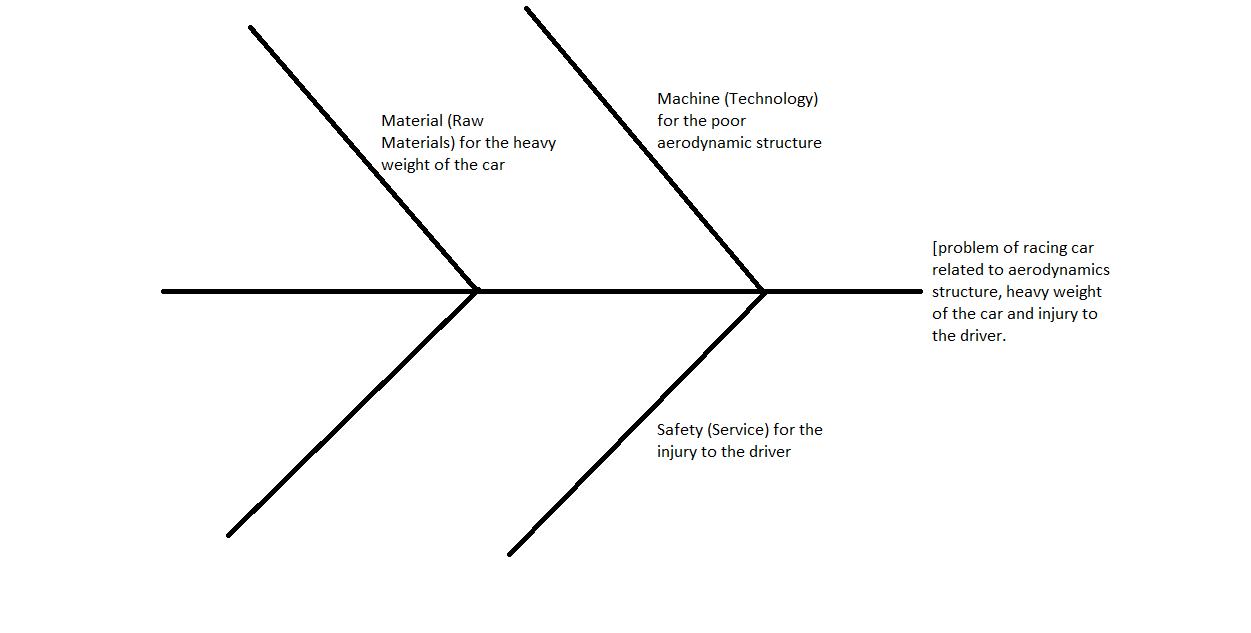 Material (Raw
Materials) for the heavy
weight of the car
Machine (Technology)
for the poor
aerodynamic structure
[problem of racing car
related to aerodynamics
structure, heavy weight
of the car and injury to
the driver.
Safety (Service) for the
injury to the driver